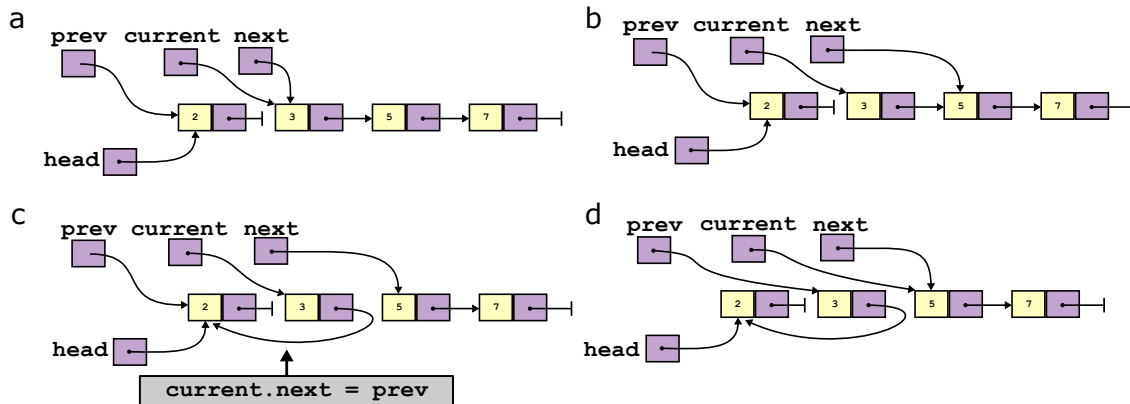 a
prev current next
2 3 5 7
head
b
prev current next
2 3 5 7
head
c
prev current next
2 3 5 7
head
current.next = prev
d
prev current next
2 3 5 7
head